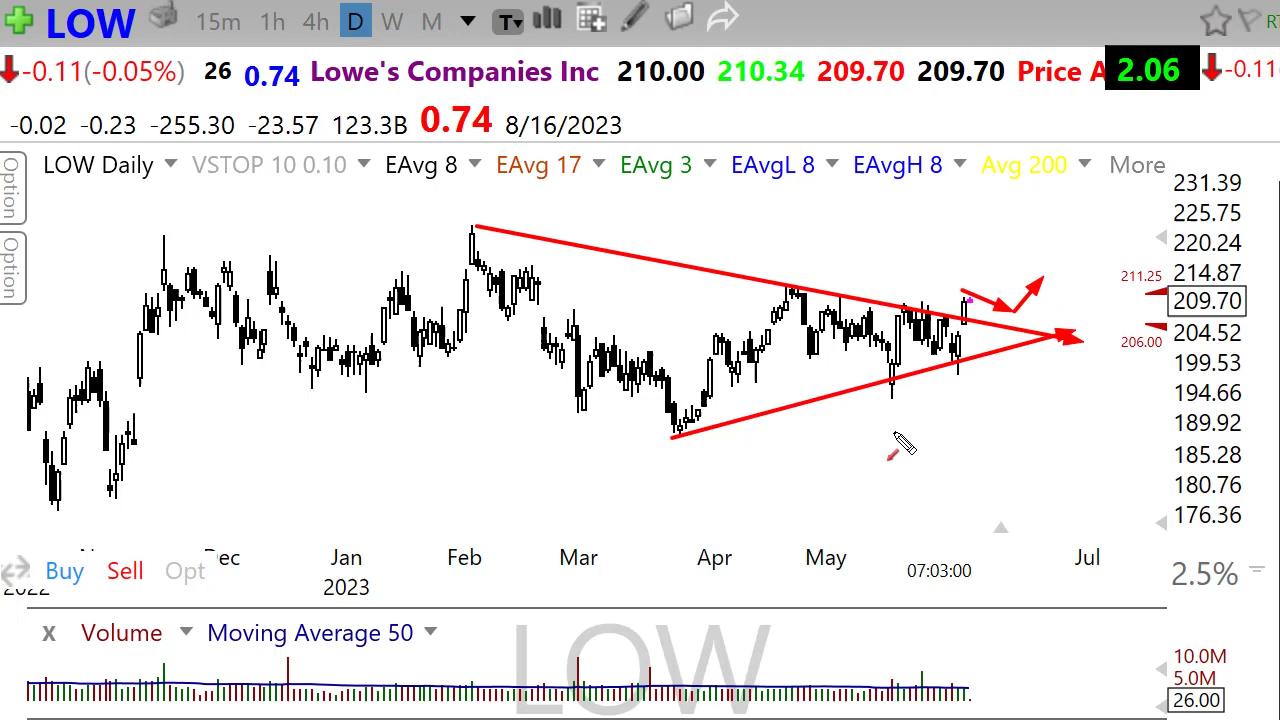 LOW 15m 1h 4h D W M T
-0.11(-0.05%) 26 0.74 Lowe's Companies Inc 210.00 210.34 209.70 209.70 Price A 2.06 -0.11
-0.02 -0.23 -255.30 -23.57 123.3B 0.74 8/16/2023
LOW Daily VSTOP 10 0.10 EAvg 8 EAvg 17 EAvg 3 EAvgL 8 EAvgH 8 Avg 200 More
Option
Option
231.39
225.75
220.24
214.87
211.25
209.70
204.52
206.00
199.53
194.66
189.92
185.28
180.76
176.36
Dec Jan Feb Mar Apr May Jul
Buy Sell Opt 07:03:00 2.5%
2022 2023
X Volume Moving Average 50
LOW
10.0M
5.0M
26.00